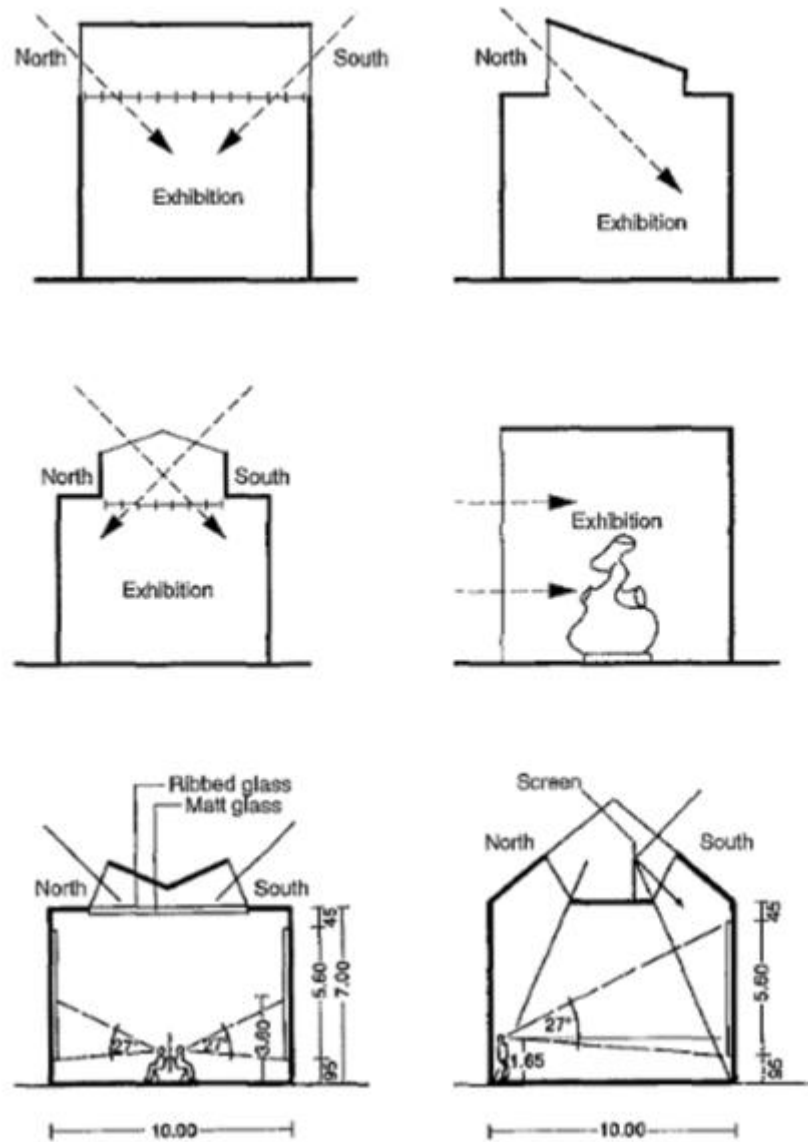 North
South
Exhibition
North
Exhibition
North
South
Exhibition
Exhibition
Ribbed glass
Matt glass
North
South
45
5.60
7.00
3.60
27°
27°
95
10.00
Screen
North
South
45
5.60
27°
1.65
95
10.00